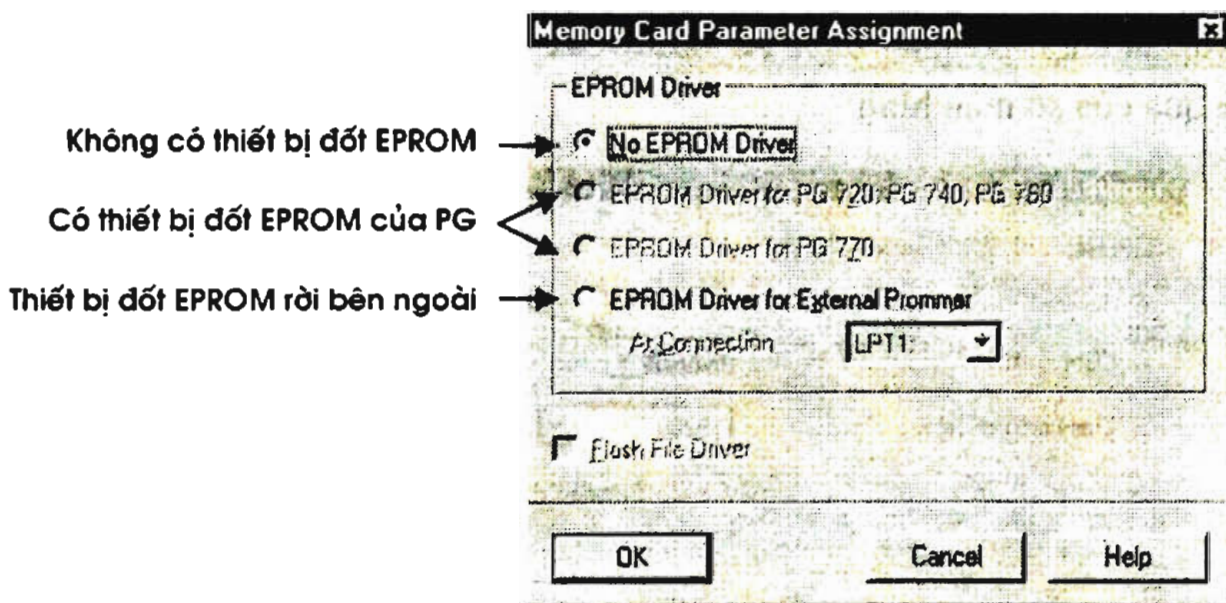 Memory Card Parameter Assignment
EPROM Driver
Không có thiết bị đốt EPROM
No EPROM Driver
EPROM Driver for PG 720, PG 740, PG 760
Có thiết bị đốt EPROM của PG
EPROM Driver for PG 770
Thiết bị đốt EPROM rời bên ngoài
EPROM Driver for External Prommer
At Connection
LPT1:
Flash File Driver
OK
Cancel
Help